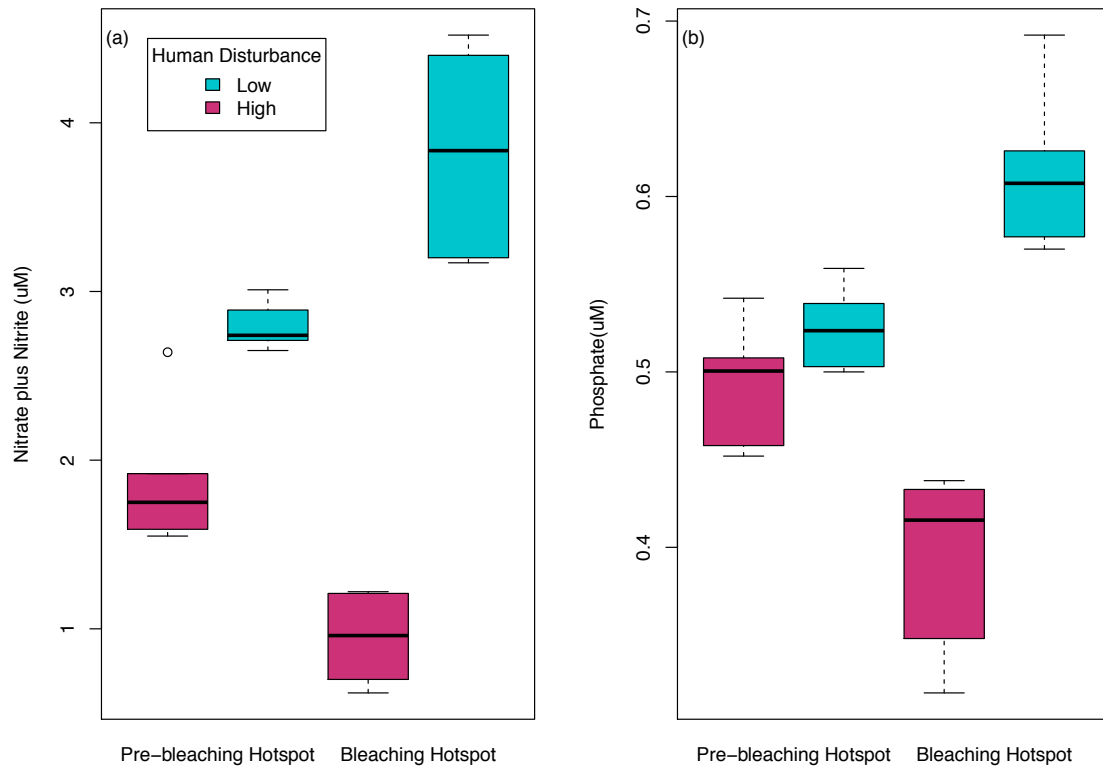 (a)
Human Disturbance
Low
High
Nitrate plus Nitrite (uM)
4
3
2
1
Pre−bleaching Hotspot
Bleaching Hotspot
(b)
Phosphate(uM)
0.7
0.6
0.5
0.4
Pre−bleaching Hotspot
Bleaching Hotspot